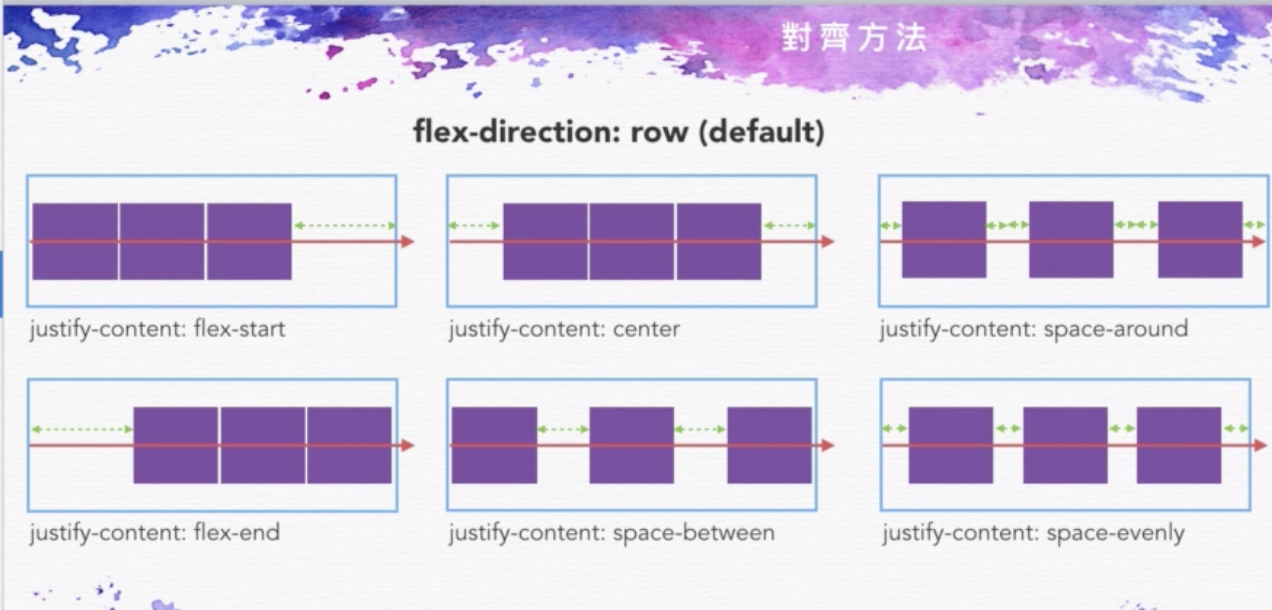 對齊方法
flex-direction: row (default)
justify-content: flex-start
justify-content: center
justify-content: space-around
justify-content: flex-end
justify-content: space-between
justify-content: space-evenly